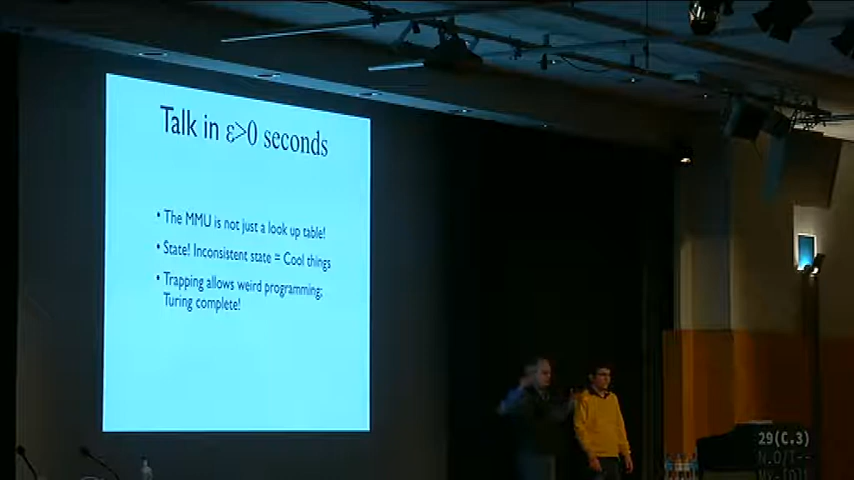 Talk in ε>0 seconds
• The MMU is not just a look up table!
• State! Inconsistent state = Cool things
• Trapping allows weird programming;
Turing complete!
29(C.3)
N.O/T--